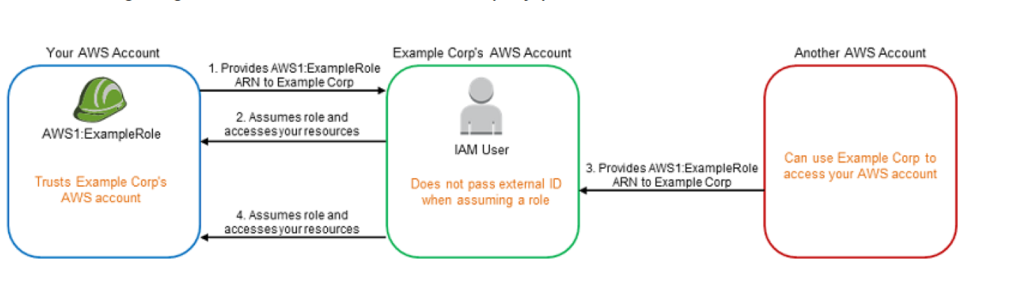 Your AWS Account
Example Corp's AWS Account
Another AWS Account
1. Provides AWS1:ExampleRole
ARN to Example Corp
AWS1:ExampleRole
2. Assumes role and
accesses your resources
IAM User
Trusts Example Corp's
AWS account
Does not pass external ID
when assuming a role
3. Provides AWS1:ExampleRole
ARN to Example Corp
Can use Example Corp to
access your AWS account
4. Assumes role and
accesses your resources